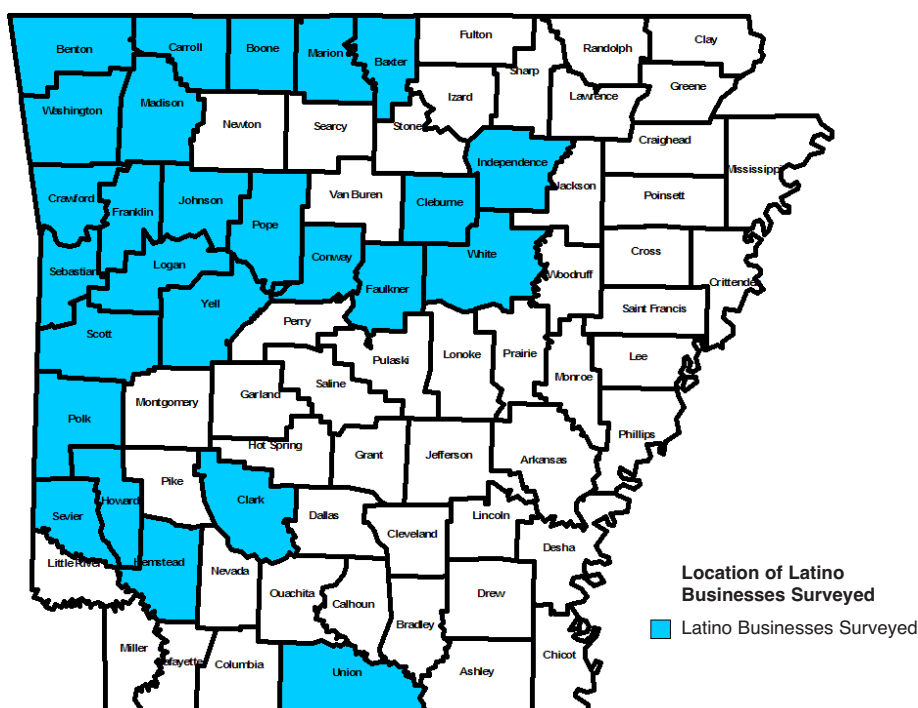 Benton
Carroll
Boone
Marion
Baxter
Fulton
Randolph
Clay
Sharp
Washington
Madison
Izard
Lawrence
Greene
Newton
Searcy
Stone
Independence
Craighead
Mississippi
Jackson
Crawford
Franklin
Johnson
Pope
Van Buren
Cleburne
Poinsett
Sebastian
Logan
Conway
White
Cross
Woodruff
Crittenden
Yell
Faulkner
Saint Francis
Scott
Perry
Pulaski
Lonoke
Prairie
Lee
Monroe
Saline
Garland
Montgomery
Polk
Hot Spring
Grant
Jefferson
Arkansas
Phillips
Pike
Howard
Clark
Sevier
Dallas
Cleveland
Lincoln
Desha
Little River
Hempstead
Nevada
Ouachita
Calhoun
Bradley
Drew
Miller
Lafayette
Columbia
Union
Ashley
Chicot
Location of Latino
Businesses Surveyed
Latino Businesses Surveyed